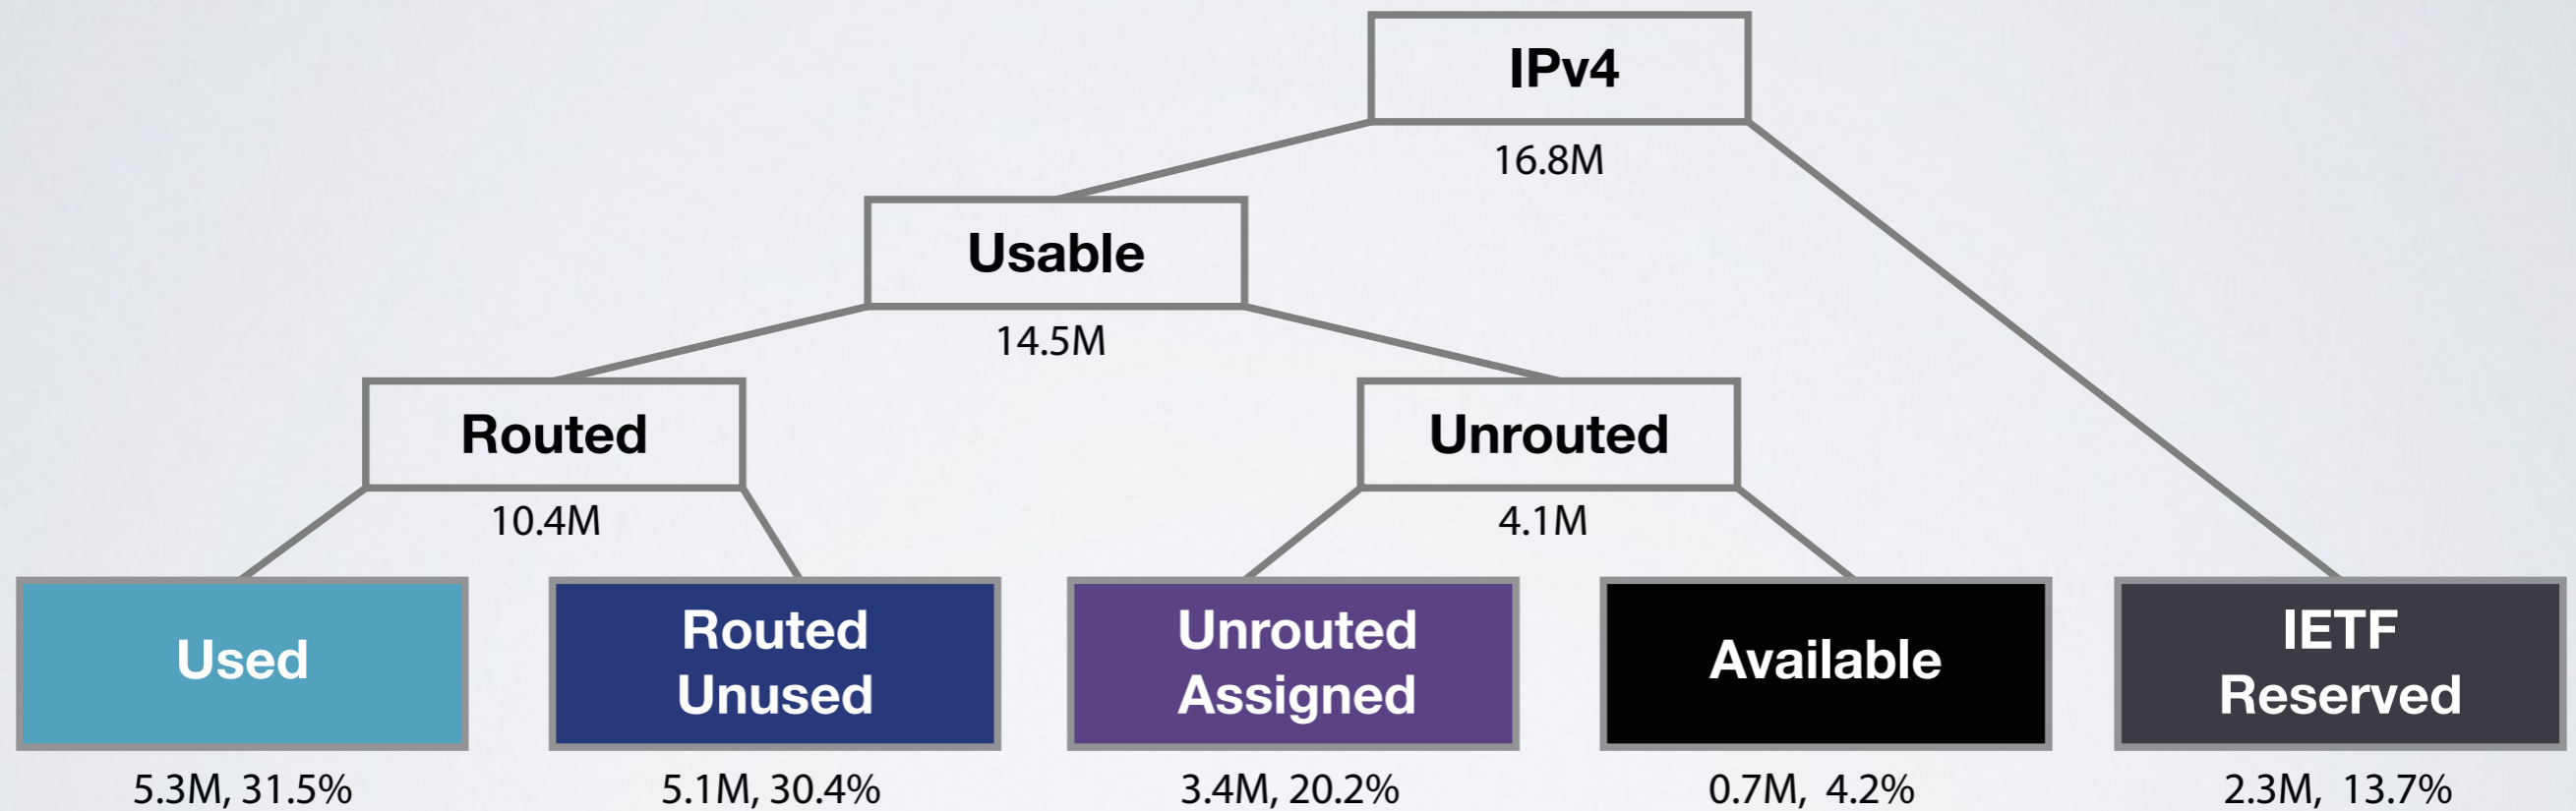 IPv4
16.8M
Usable
14.5M
Routed
10.4M
Unrouted
4.1M
Used
5.3M, 31.5%
Routed
Unused
5.1M, 30.4%
Unrouted
Assigned
3.4M, 20.2%
Available
0.7M, 4.2%
IETF
Reserved
2.3M, 13.7%